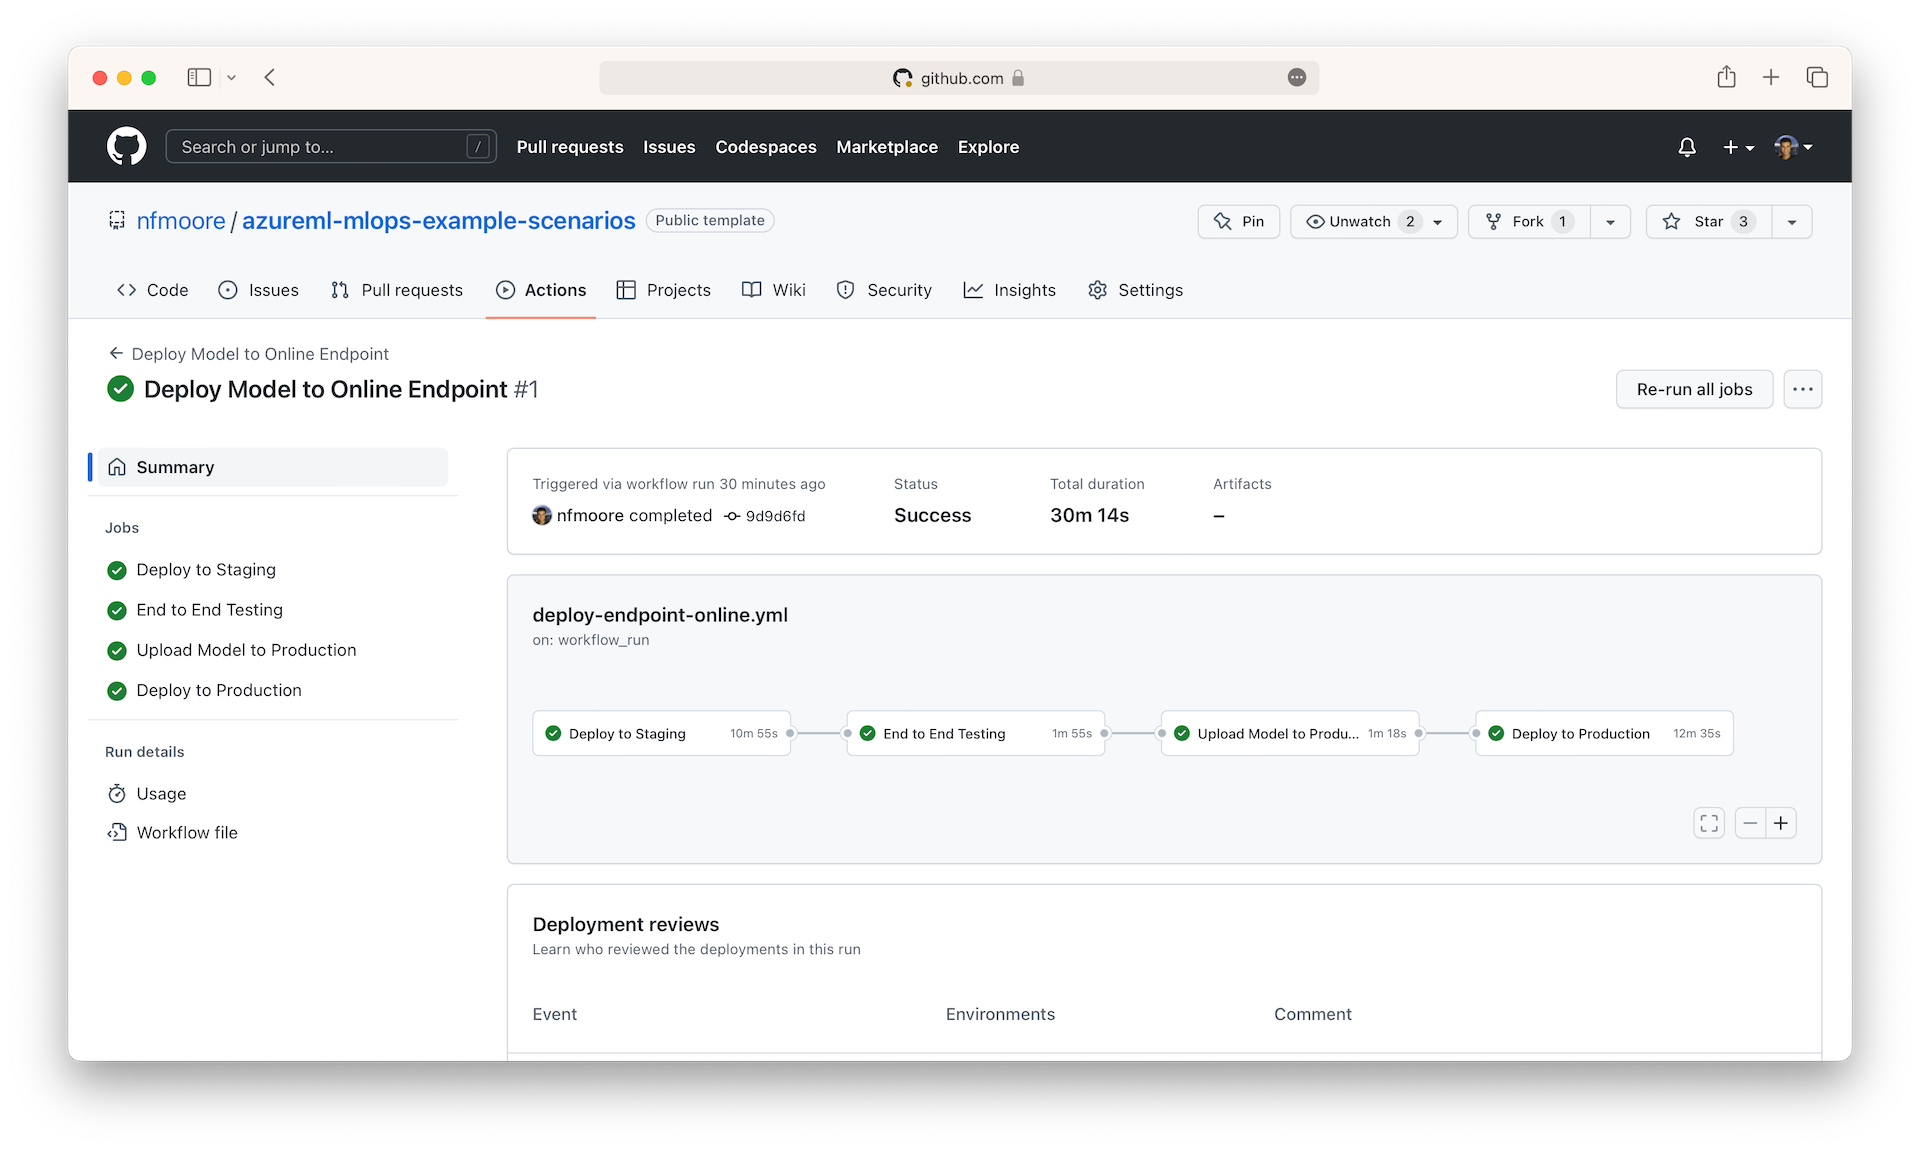 github.com
Search or jump to... /
Pull requests Issues Codespaces Marketplace Explore
nfmoore / azureml-mlops-example-scenarios Public template
Pin Unwatch 2 Fork 1 Star 3
Code Issues Pull requests Actions Projects Wiki Security Insights Settings
Deploy Model to Online Endpoint
Deploy Model to Online Endpoint #1
Re-run all jobs
Summary
Jobs
Deploy to Staging
End to End Testing
Upload Model to Production
Deploy to Production
Run details
Usage
Workflow file
Triggered via workflow run 30 minutes ago
nfmoore completed 9d9d6fd
Status
Success
Total duration
30m 14s
Artifacts
–
deploy-endpoint-online.yml
on: workflow_run
Deploy to Staging 10m 55s
End to End Testing 1m 55s
Upload Model to Produ... 1m 18s
Deploy to Production 12m 35s
Deployment reviews
Learn who reviewed the deployments in this run
Event Environments Comment